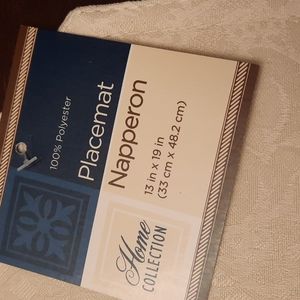 100% Polyester
Placemat
Napperon
13 in x 19 in
(33 cm x 48.2 cm)
Home
COLLECTION